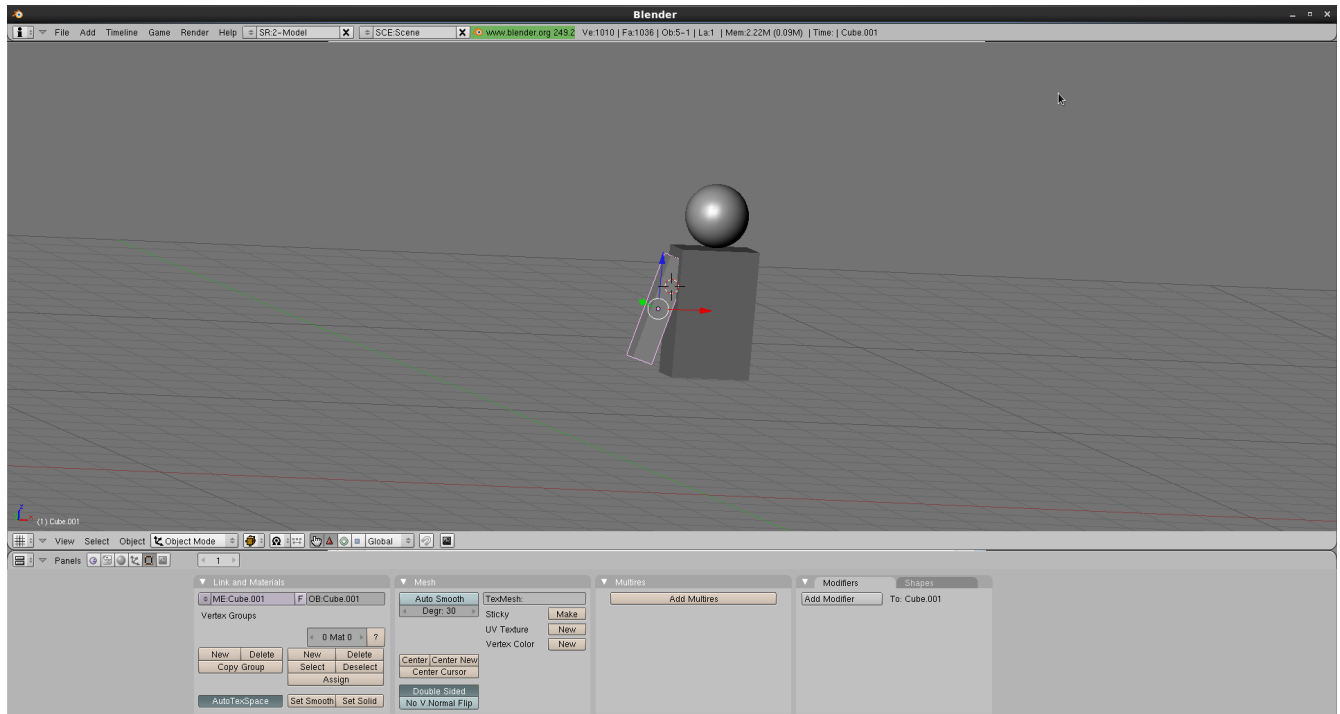 Blender
File Add Timeline Game Render Help SR:2-Model X SCE:Scene X www.blender.org 249.2 Ve:1010 | Fa:1036 | Ob:5-1 | La:1 | Mem:2.22M (0.09M) | Time: | Cube.001
z
x
(1) Cube.001
View Select Object Object Mode Global
Panels 1
Link and Materials Mesh Multires Modifiers Shapes
ME:Cube.001 F OB:Cube.001 Auto Smooth TexMesh: Add Multires Add Modifier To: Cube.001
Vertex Groups Degr: 30 Sticky Make
UV Texture New
0 Mat 0 ? Vertex Color New
New Delete New Delete Center Center New
Copy Group Select Deselect Center Cursor
Assign
Double Sided
AutoTexSpace Set Smooth Set Solid No V.Normal Flip